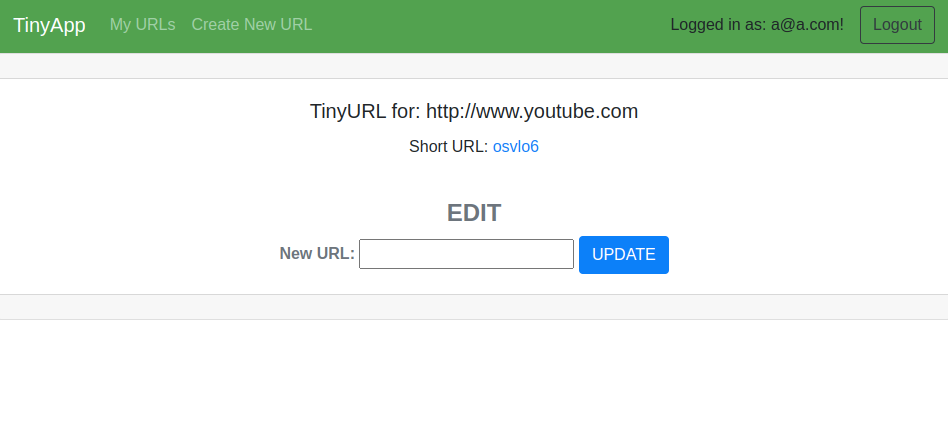 TinyApp My URLs Create New URL Logged in as: a@a.com! Logout
TinyURL for: http://www.youtube.com
Short URL: osvlo6
EDIT
New URL: UPDATE